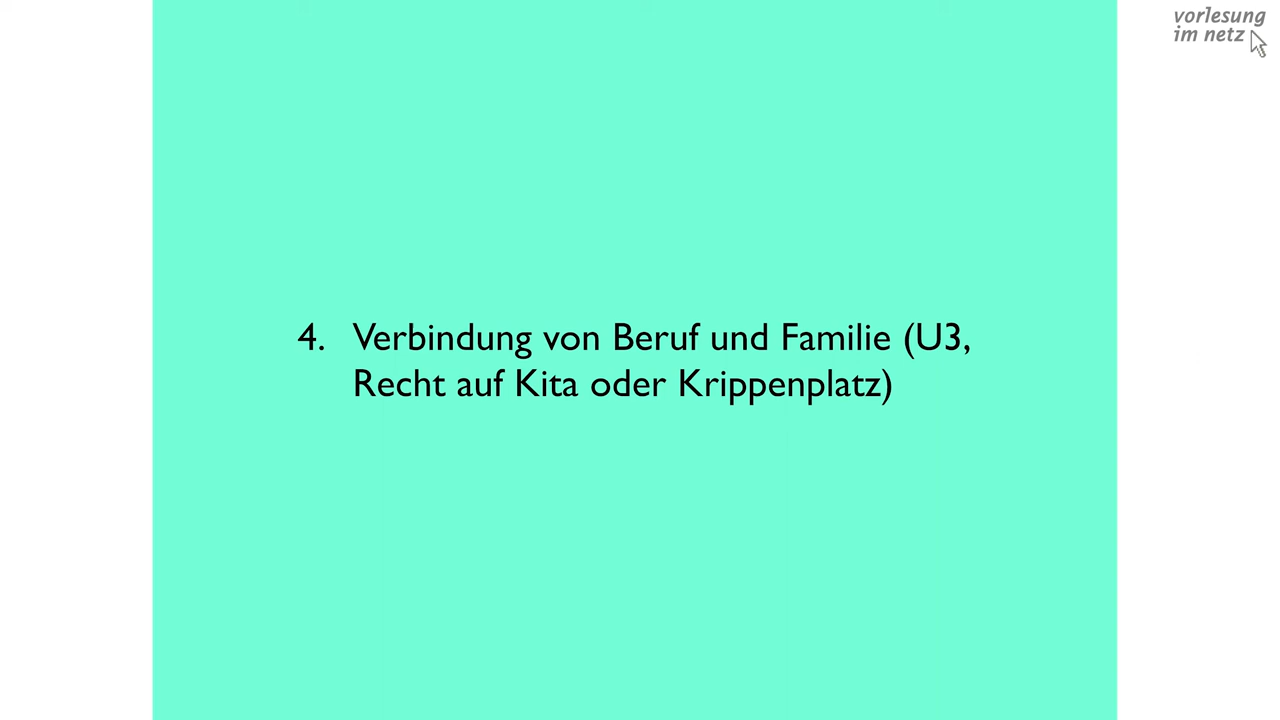 vorlesung
im netz
4. Verbindung von Beruf und Familie (U3,
Recht auf Kita oder Krippenplatz)